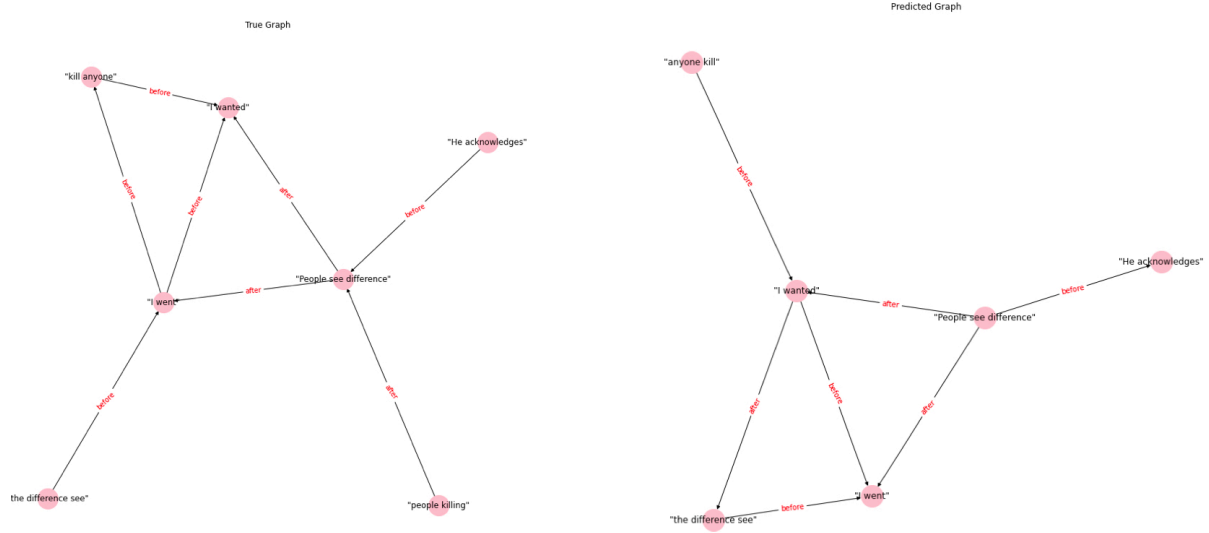 True Graph
"kill anyone"
before
"I wanted"
"He acknowledges"
before
before
after
before
"People see difference"
after
"I went"
before
after
the difference see"
"people killing"
Predicted Graph
"anyone kill"
before
"He acknowledges"
before
"I wanted"
after
"People see difference"
after
before
after
"I went"
before
"the difference see"